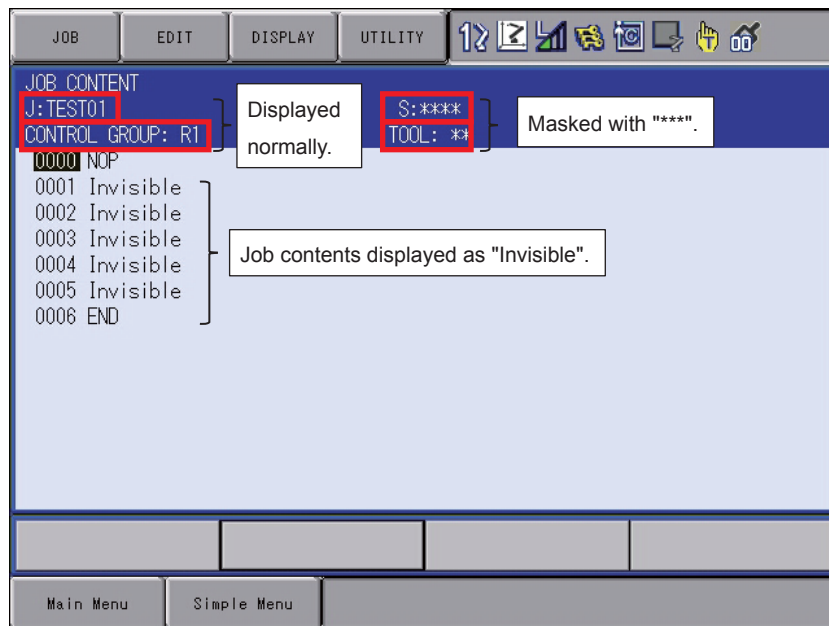 JOB EDIT DISPLAY UTILITY
JOB CONTENT
J:TEST01 S:****
CONTROL GROUP: R1 TOOL: **
Displayed
normally.
Masked with "***".
0000 NOP
0001 Invisible
0002 Invisible
0003 Invisible
0004 Invisible
0005 Invisible
0006 END
Job contents displayed as "Invisible".
Main Menu Simple Menu